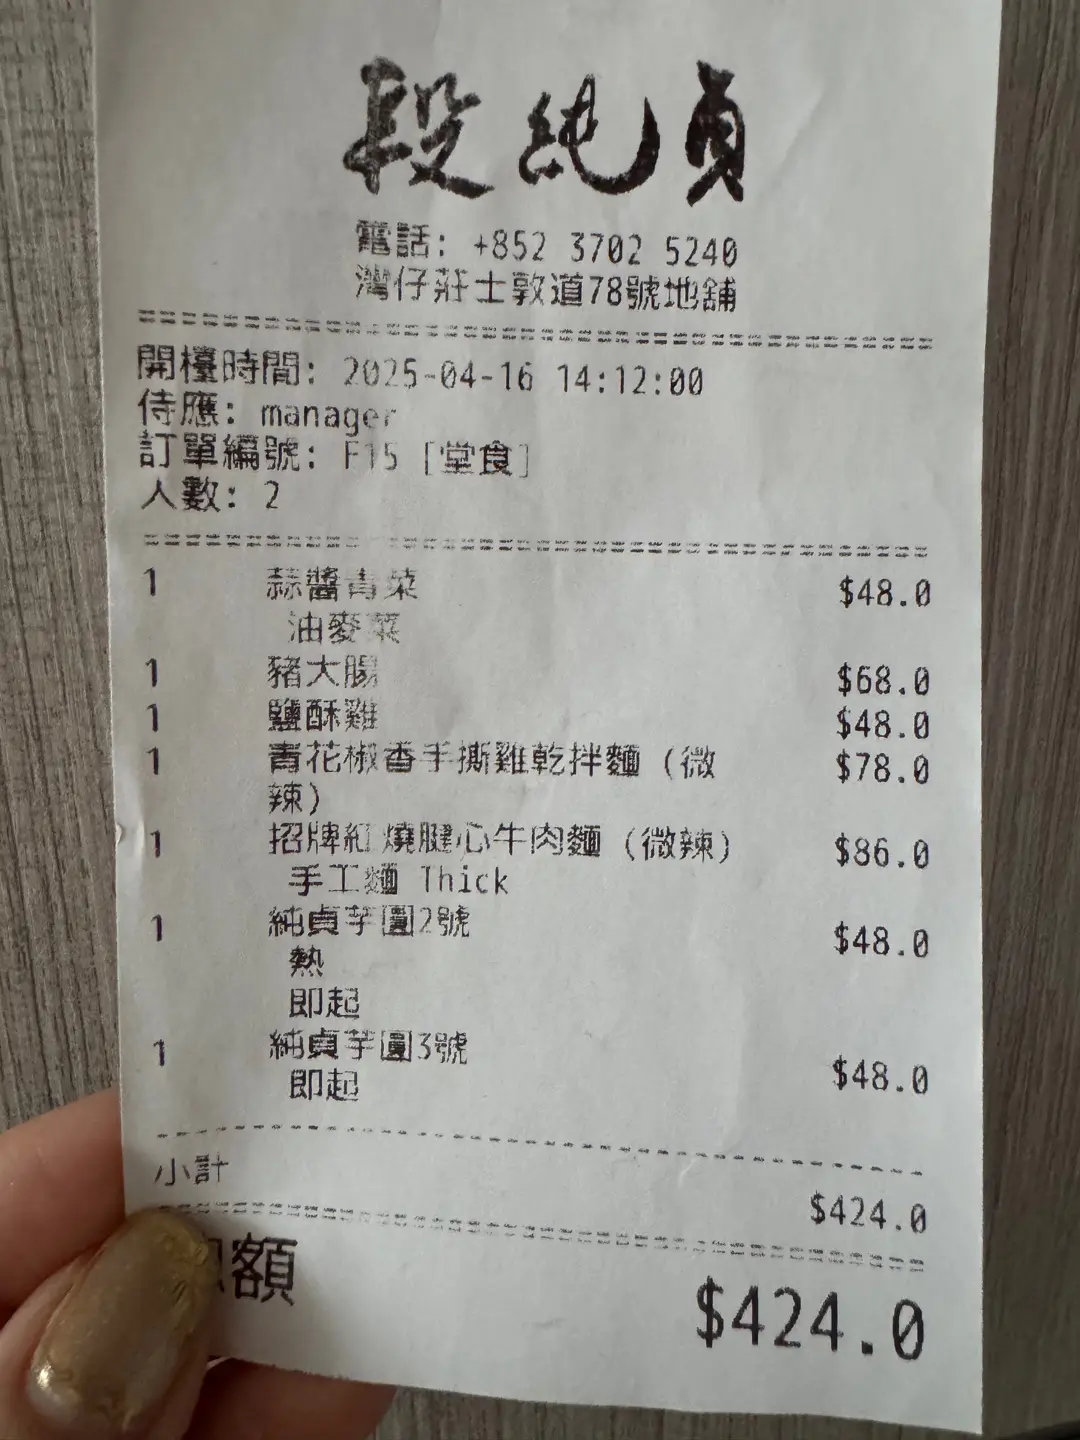 段純貞
電話: +852 3702 5240
灣仔莊士敦道78號地舖
開檯時間: 2025-04-16 14:12:00
侍應: manager
訂單編號: F15 [堂食]
人數: 2
1 蒜醬青菜 $48.0
油麥菜
1 豬大腸 $68.0
1 鹽酥雞 $48.0
1 青花椒香手撕雞乾拌麵 (微 $78.0
辣)
1 招牌紅燒腱心牛肉麵 (微辣) $86.0
手工麵 Thick
1 純貞芋圓2號 $48.0
熱
即起
1 純貞芋圓3號 $48.0
即起
小計 $424.0
總額 $424.0